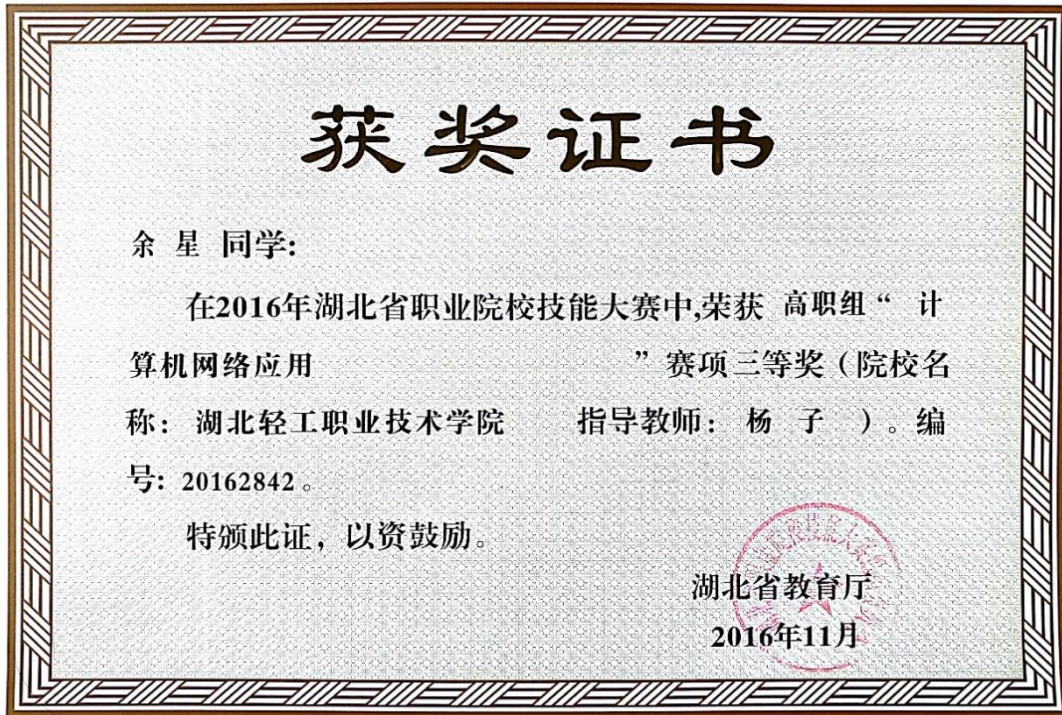 获奖证书
余 星 同学:
在2016年湖北省职业院校技能大赛中,荣获 高职组“ 计
算机网络应用 ”赛项三等奖（院校名
称: 湖北轻工职业技术学院 指导教师: 杨 子 ）。编
号: 20162842。
特颁此证，以资鼓励。
湖北省教育厅
2016年11月